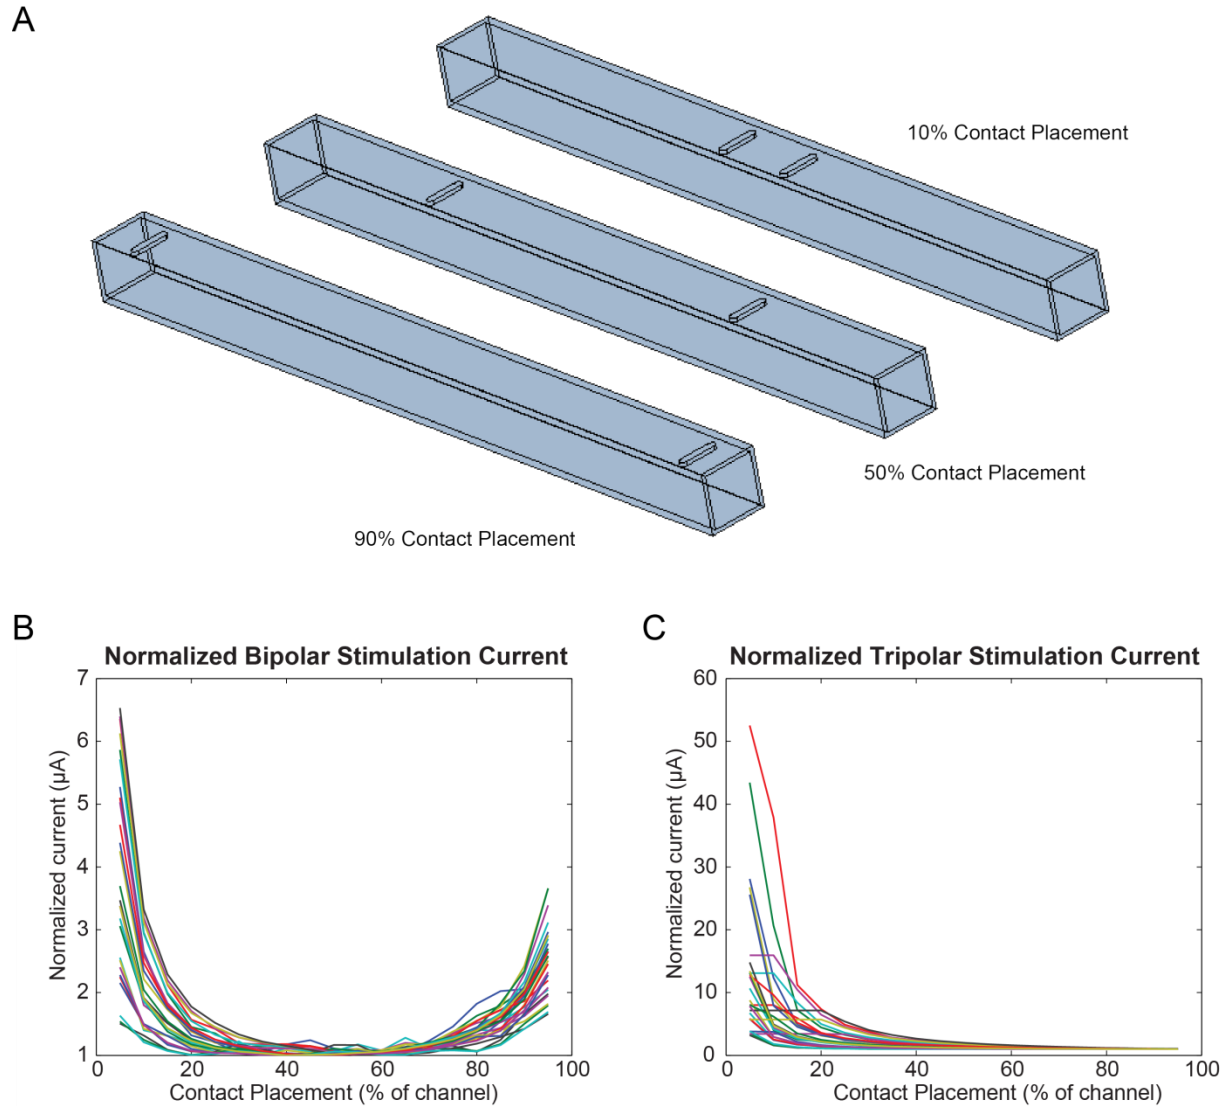 A
10% Contact Placement
50% Contact Placement
90% Contact Placement
B
Normalized Bipolar Stimulation Current
7
6
5
4
3
2
1
0
20
40
60
80
100
Normalized current (µA)
Contact Placement (% of channel)
C
Normalized Tripolar Stimulation Current
60
50
40
30
20
10
0
0
20
40
60
80
100
Normalized current (µA)
Contact Placement (% of channel)